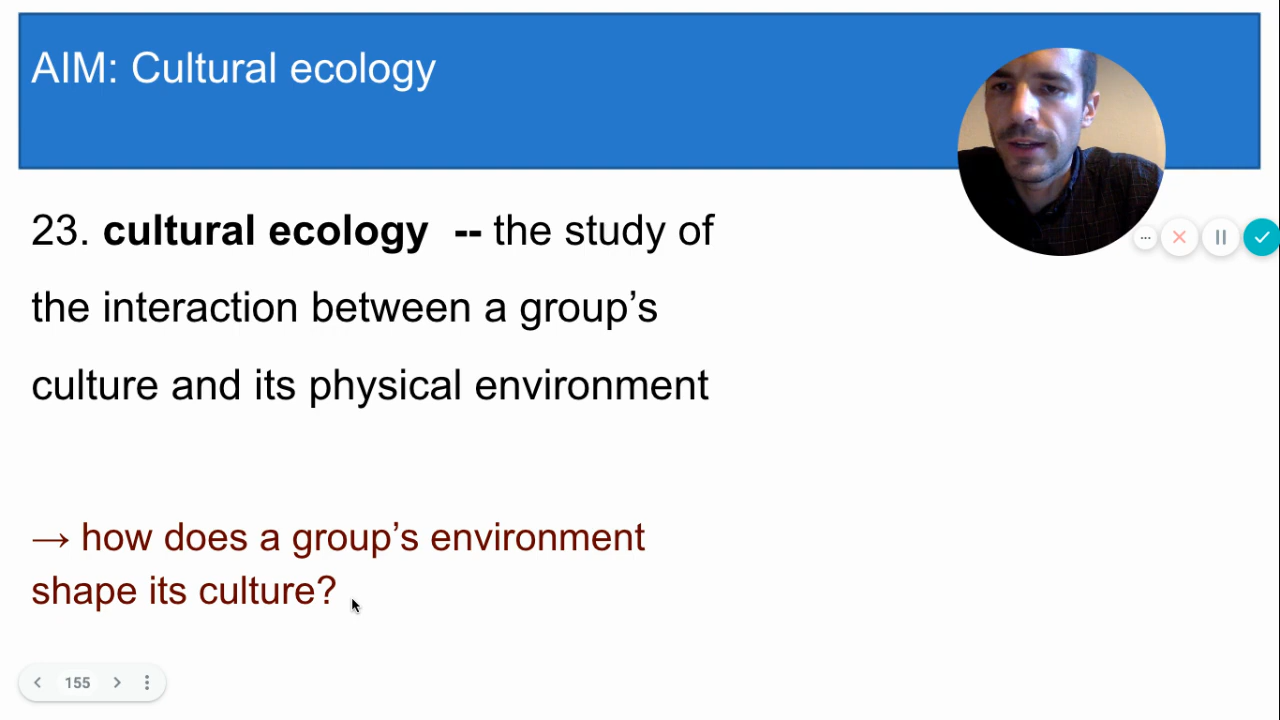 AIM: Cultural ecology
23. cultural ecology -- the study of
the interaction between a group’s
culture and its physical environment
→ how does a group’s environment
shape its culture?
155